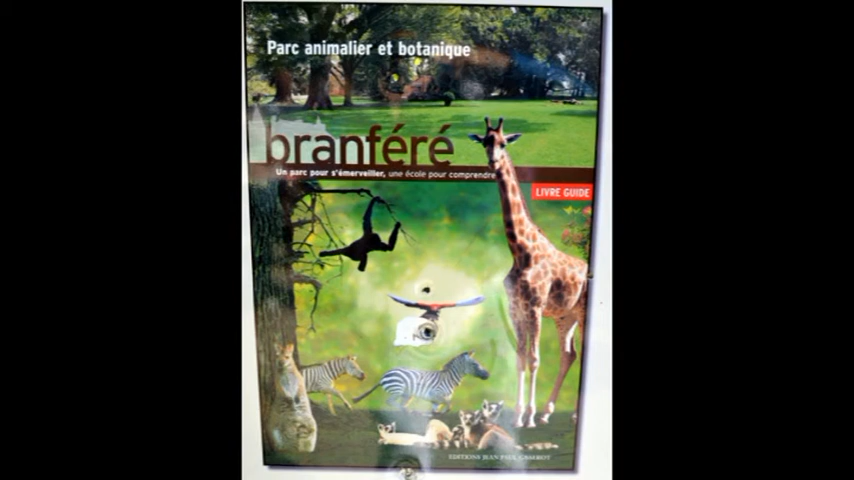 Parc animalier et botanique
branféré
Un parc pour s'émerveiller, une école pour comprendre
LIVRE GUIDE
EDITIONS JEAN PAUL GISSEROT